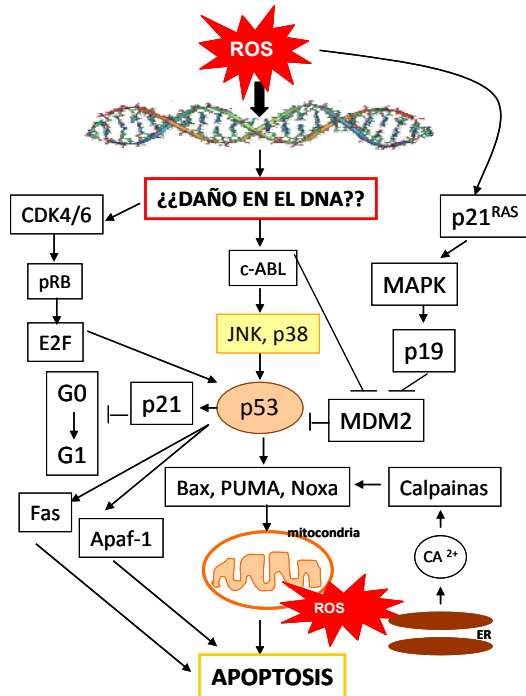 ROS
¿¿DAÑO EN EL DNA??
CDK4/6
p21RAS
pRB
c-ABL
MAPK
E2F
JNK, p38
p19
G0
G1
p21
p53
MDM2
Fas
Apaf-1
Bax, PUMA, Noxa
Calpainas
mitocondria
CA 2+
ROS
ER
APOPTOSIS